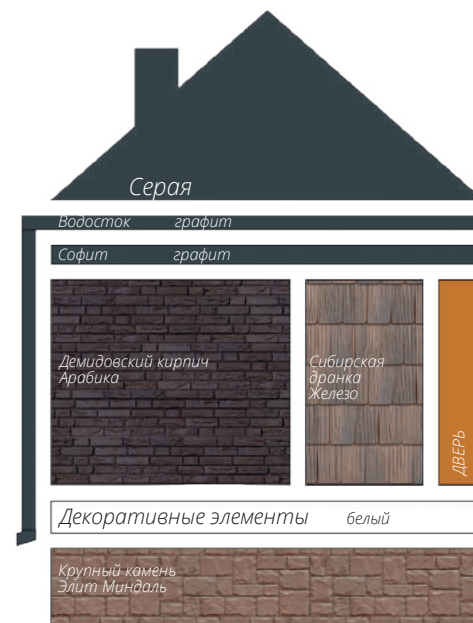 Серая
Водосток графит
Софит графит
Демидовский кирпич
Арабика
Сибирская
дранка
Железо
ДВЕРЬ
Декоративные элементы белый
Крупный камень
Элит Миндаль